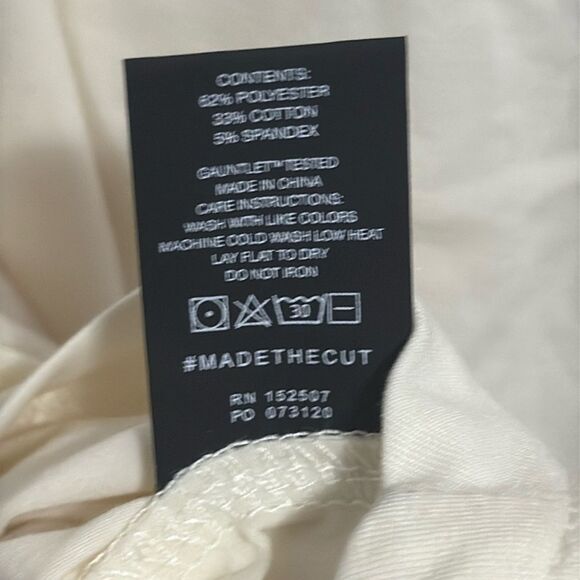 CONTENTS:
62% POLYESTER
33% COTTON
5% SPANDEX
GAUNTLET™ TESTED
MADE IN CHINA
CARE INSTRUCTIONS:
WASH WITH LIKE COLORS
MACHINE COLD WASH LOW HEAT
LAY FLAT TO DRY
DO NOT IRON
30
#MADETHECUT
RN 152507
PO 073120